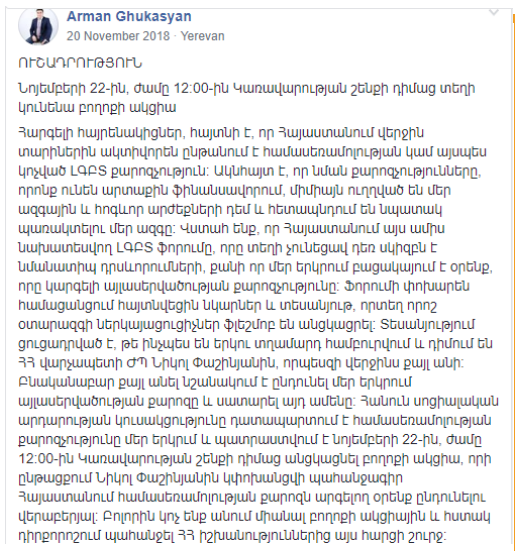 Arman Ghukasyan
20 November 2018 · Yerevan
ՈՒՇԱԴՐՈՒԹՅՈՒՆ
Նոյեմբերի 22-ին, ժամը 12:00-ին Կառավարության շենքի դիմաց տեղի
կունենա բողոքի ակցիա
Հարգելի հայրենակիցներ, հայտնի է, որ Հայաստանում վերջին
տարիներին ակտիվորեն ընթանում է համասեռամոլության կամ այսպես
կոչված ԼԳԲՏ քարոզչություն: Ակնհայտ է, որ նման քարոզչությունները,
որոնք ունեն արտաքին ֆինանսավորում, միմիայն ուղղված են մեր
ազգային և հոգևոր արժեքների դեմ և հետապնդում են նպատակ
պառակտելու մեր ազգը: Վստահ ենք, որ Հայաստանում այս ամիս
նախատեսվող ԼԳԲՏ ֆորումը, որը տեղի չունեցավ դեռ սկիզբն է
նմանատիպ դրսևորումների, քանի որ մեր երկրում բացակայում է օրենք,
որը կարգելի այլասերվածության քարոզչությունը: Ֆորումի փոխարեն
համացանցում հայտնվեցին նկարներ և տեսանյութ, որտեղ որոշ
օտարազգի ներկայացուցիչներ ֆլեշմոբ են անցկացրել: Տեսանյութում
ցուցադրված է, թե ինչպես են երկու տղամարդ համբուրվում և դիմում են
ՀՀ վարչապետի ԺՊ Նիկոլ Փաշինյանին, որպեսզի վերջինս քայլ անի:
Բնականաբար քայլ անել նշանակում է ընդունել մեր երկրում
այլասերվածության քարոզը և սատարել այդ ամենը: Հանուն սոցիալական
արդարության կուսակցությունը դատապարտում է համասեռամոլության
քարոզչությունը մեր երկրում և պատրաստվում է նոյեմբերի 22-ին, ժամը
12:00-ին Կառավարության շենքի դիմաց անցկացնել բողոքի ակցիա, որի
ընթացքում Նիկոլ Փաշինյանին կփոխանցվի պահանջագիր
Հայաստանում համասեռամոլության քարոզն արգելող օրենք ընդունելու
վերաբերյալ: Բոլորին կոչ ենք անում միանալ բողոքի ակցիային և հստակ
դիրքորոշում պահանջել ՀՀ իշխանություններից այս հարցի շուրջ: